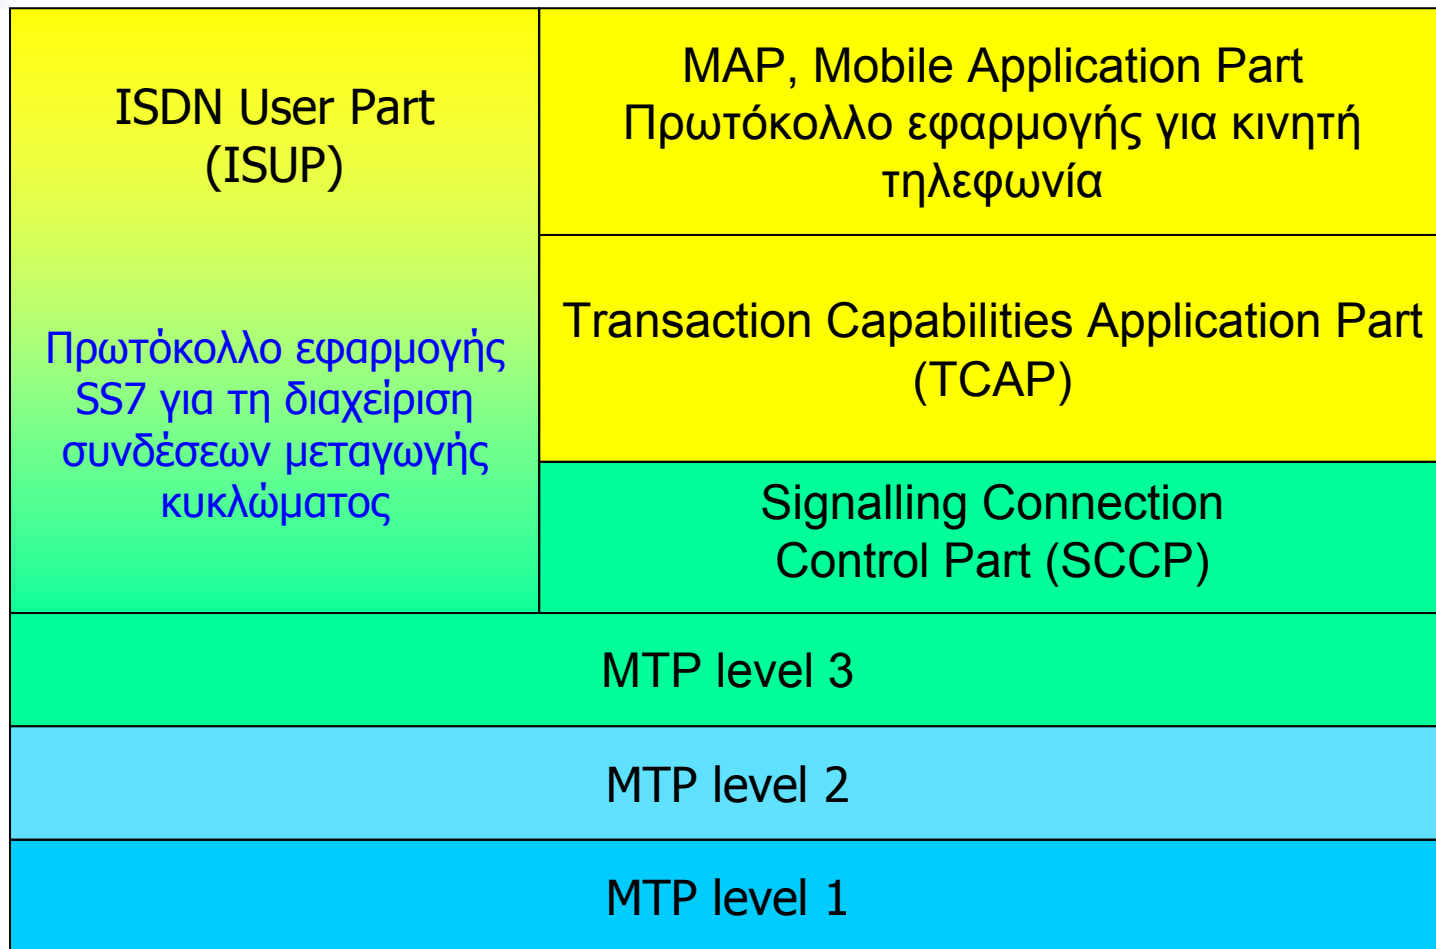 ISDN User Part
(ISUP)
Πρωτόκολλο εφαρμογής
SS7 για τη διαχείριση
συνδέσεων μεταγωγής
κυκλώματος
MAP, Mobile Application Part
Πρωτόκολλο εφαρμογής για κινητή
τηλεφωνία
Transaction Capabilities Application Part
(TCAP)
Signalling Connection
Control Part (SCCP)
MTP level 3
MTP level 2
MTP level 1